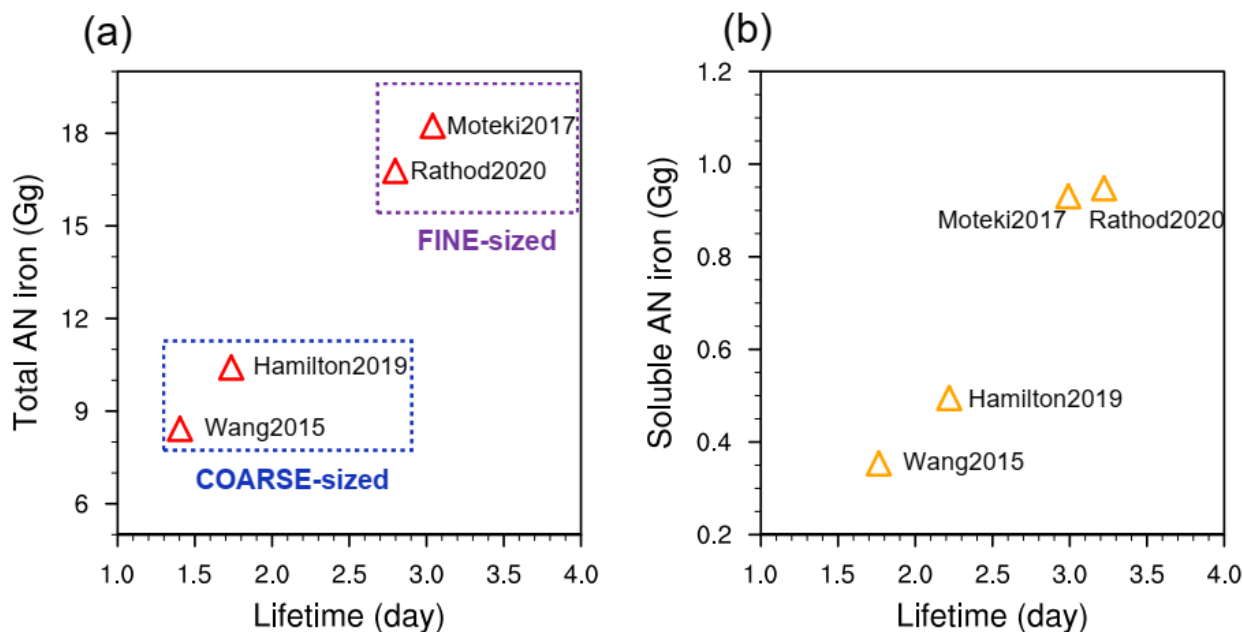 (a)
Total AN iron (Gg)
18
15
12
9
6
Moteki2017
Rathod2020
FINE-sized
Hamilton2019
Wang2015
COARSE-sized
1.0 1.5 2.0 2.5 3.0 3.5 4.0
Lifetime (day)
(b)
Soluble AN iron (Gg)
1.2
1.0
0.8
0.6
0.4
0.2
Moteki2017 Rathod2020
Hamilton2019
Wang2015
1.0 1.5 2.0 2.5 3.0 3.5 4.0
Lifetime (day)